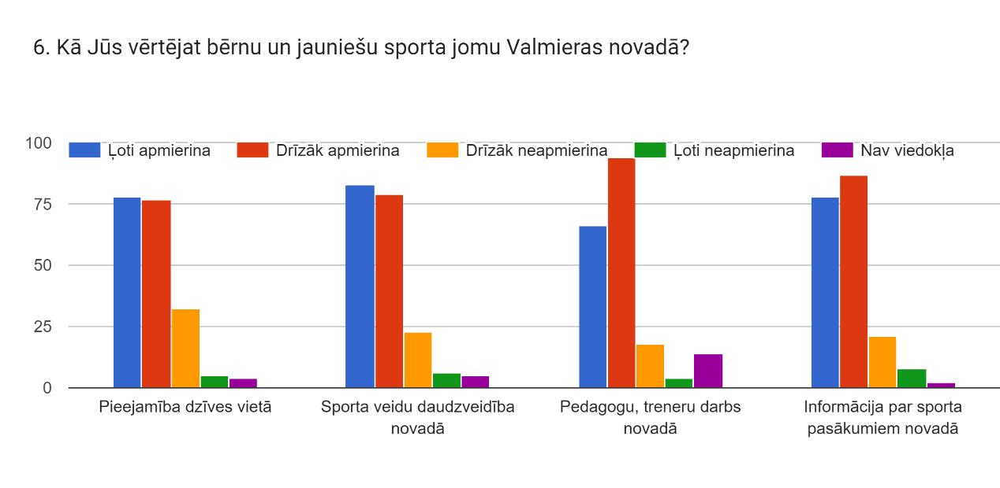 6. Kā Jūs vērtējat bērnu un jauniešu sporta jomu Valmieras novadā?
100
Ļoti apmierina Drīzāk apmierina Drīzāk neapmierina Ļoti neapmierina Nav viedokļa
75
50
25
0
Pieejamība dzīves vietā Sporta veidu daudzveidība Pedagogu, treneru darbs Informācija par sporta
novadā novadā pasākumiem novadā